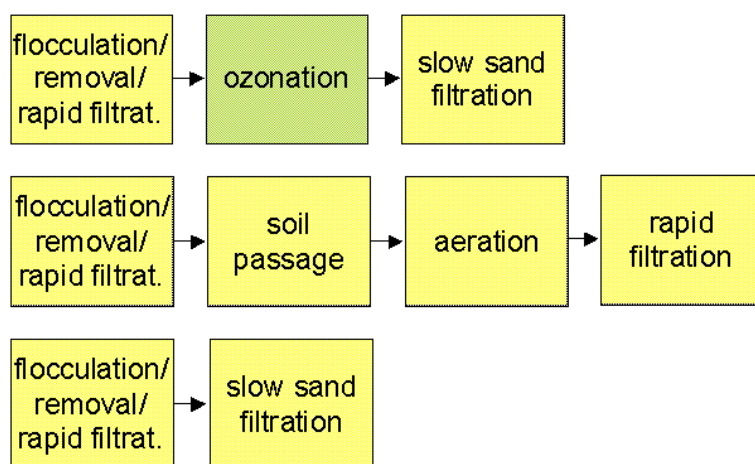 flocculation/
removal/
rapid filtrat.
ozonation
slow sand
filtration
flocculation/
removal/
rapid filtrat.
soil
passage
aeration
rapid
filtration
flocculation/
removal/
rapid filtrat.
slow sand
filtration